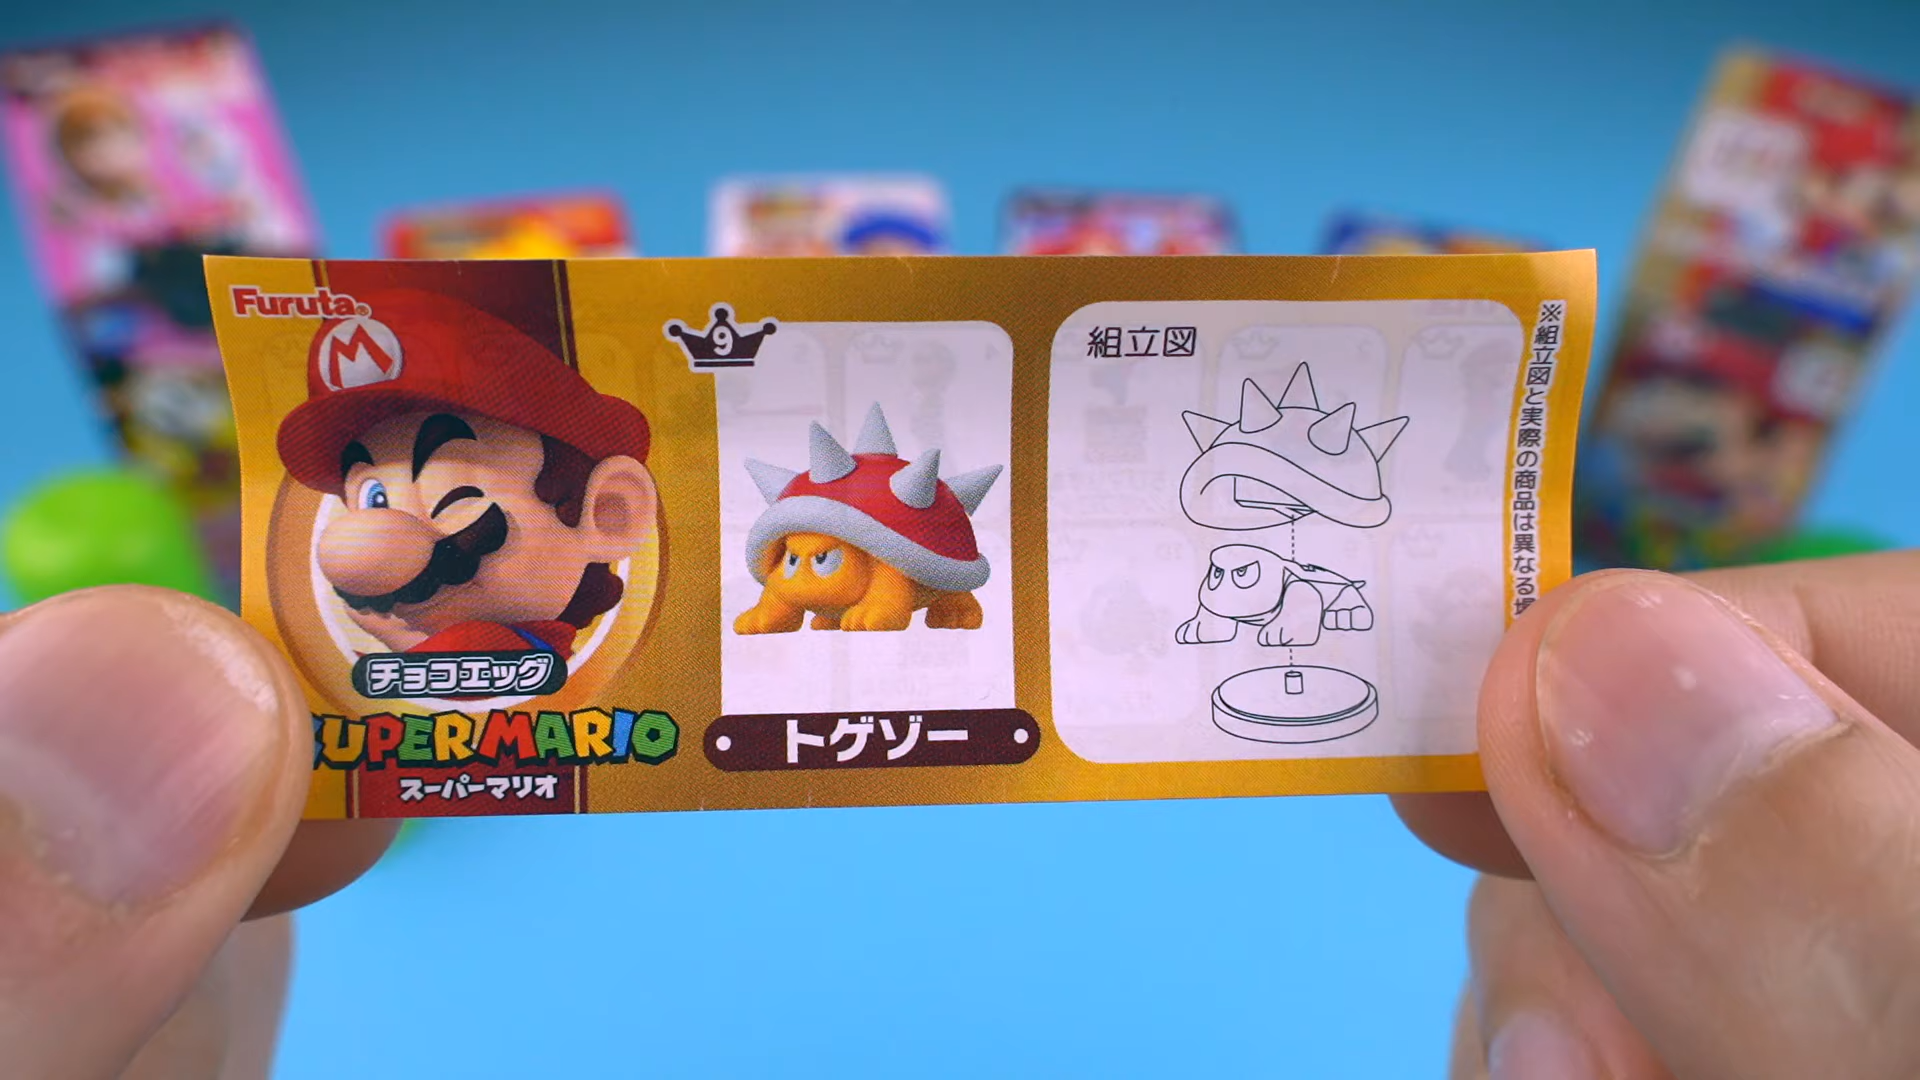 Furuta®
M
チョコエッグ
SUPER MARIO
スーパーマリオ
9
トゲゾー
組立図
※組立図と実際の商品は異なる場